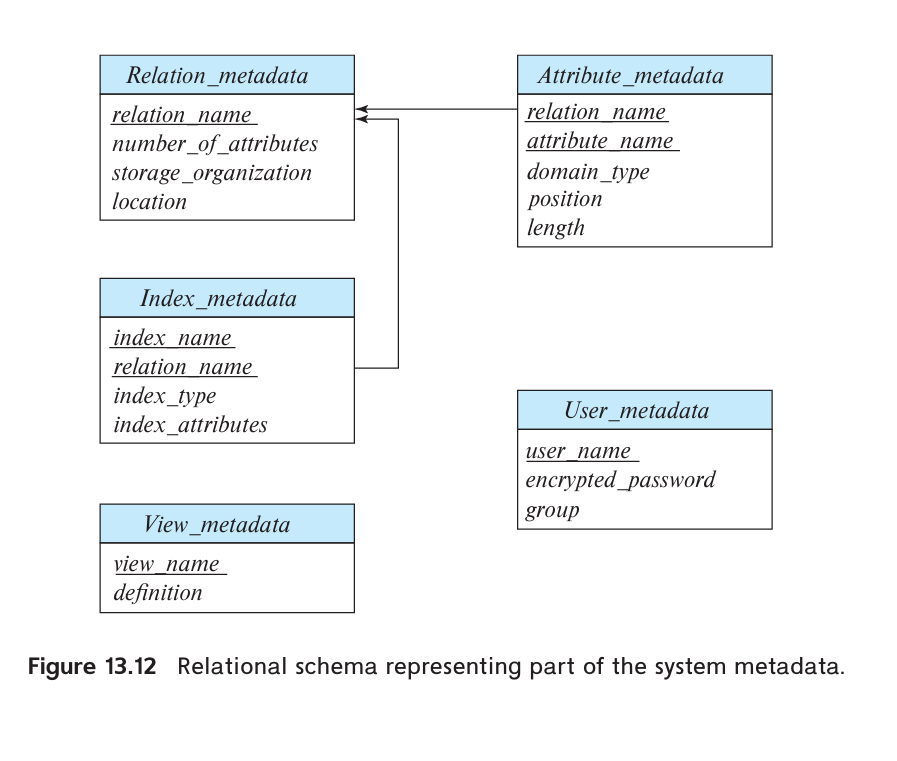 Relation_metadata
relation_name
number_of_attributes
storage_organization
location
Attribute_metadata
relation_name
attribute_name
domain_type
position
length
Index_metadata
index_name
relation_name
index_type
index_attributes
User_metadata
user_name
encrypted_password
group
View_metadata
view_name
definition
Figure 13.12 Relational schema representing part of the system metadata.